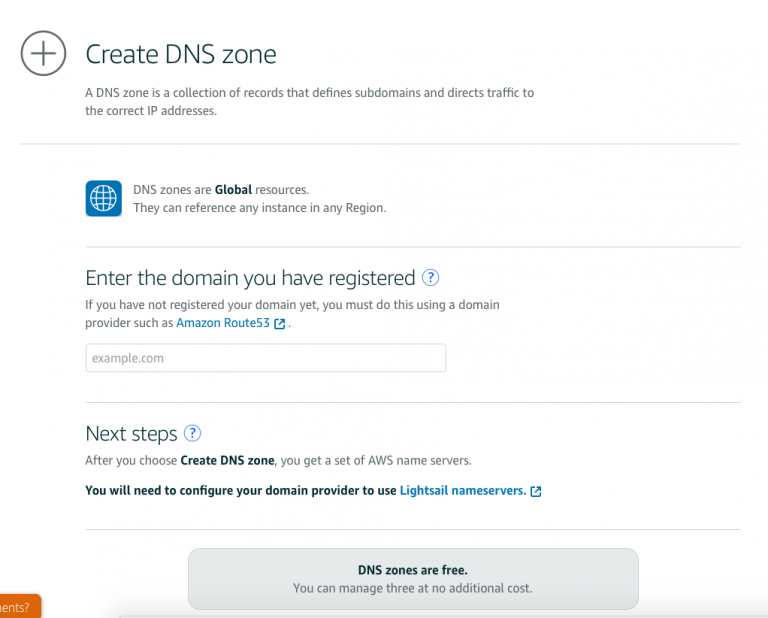 Create DNS zone
A DNS zone is a collection of records that defines subdomains and directs traffic to
the correct IP addresses.
DNS zones are Global resources.
They can reference any instance in any Region.
Enter the domain you have registered ?
If you have not registered your domain yet, you must do this using a domain
provider such as Amazon Route53 .
example.com
Next steps ?
After you choose Create DNS zone, you get a set of AWS name servers.
You will need to configure your domain provider to use Lightsail nameservers.
DNS zones are free.
You can manage three at no additional cost.
ents?